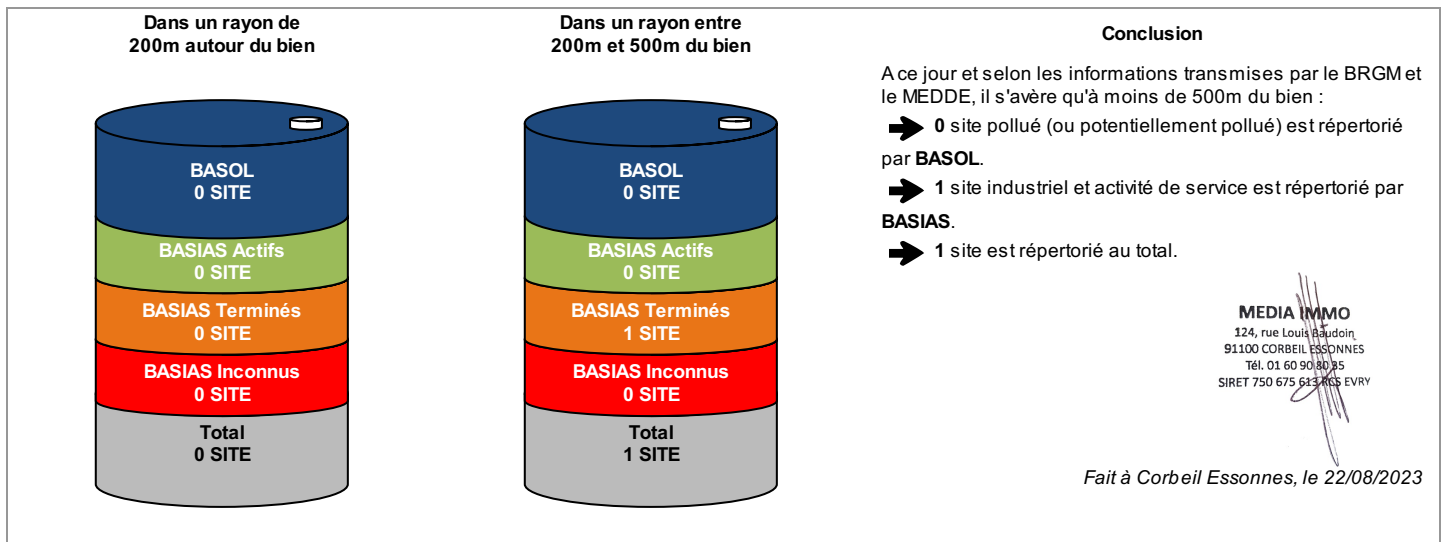 Dans un rayon de
200m autour du bien
BASOL
0 SITE
BASIAS Actifs
0 SITE
BASIAS Terminés
0 SITE
BASIAS Inconnus
0 SITE
Total
0 SITE
Dans un rayon entre
200m et 500m du bien
BASOL
0 SITE
BASIAS Actifs
0 SITE
BASIAS Terminés
1 SITE
BASIAS Inconnus
0 SITE
Total
1 SITE
Conclusion
A ce jour et selon les informations transmises par le BRGM et
le MEDDE, il s'avère qu'à moins de 500m du bien :
0 site pollué (ou potentiellement pollué) est répertorié
par BASOL.
1 site industriel et activité de service est répertorié par
BASIAS.
1 site est répertorié au total.
MEDIA IMMO
124, rue Louis Baudoin
91100 CORBEIL ESSONNES
Tél. 01 60 90 80 85
SIRET 750 675 613 RCS EVRY
Fait à Corbeil Essonnes, le 22/08/2023